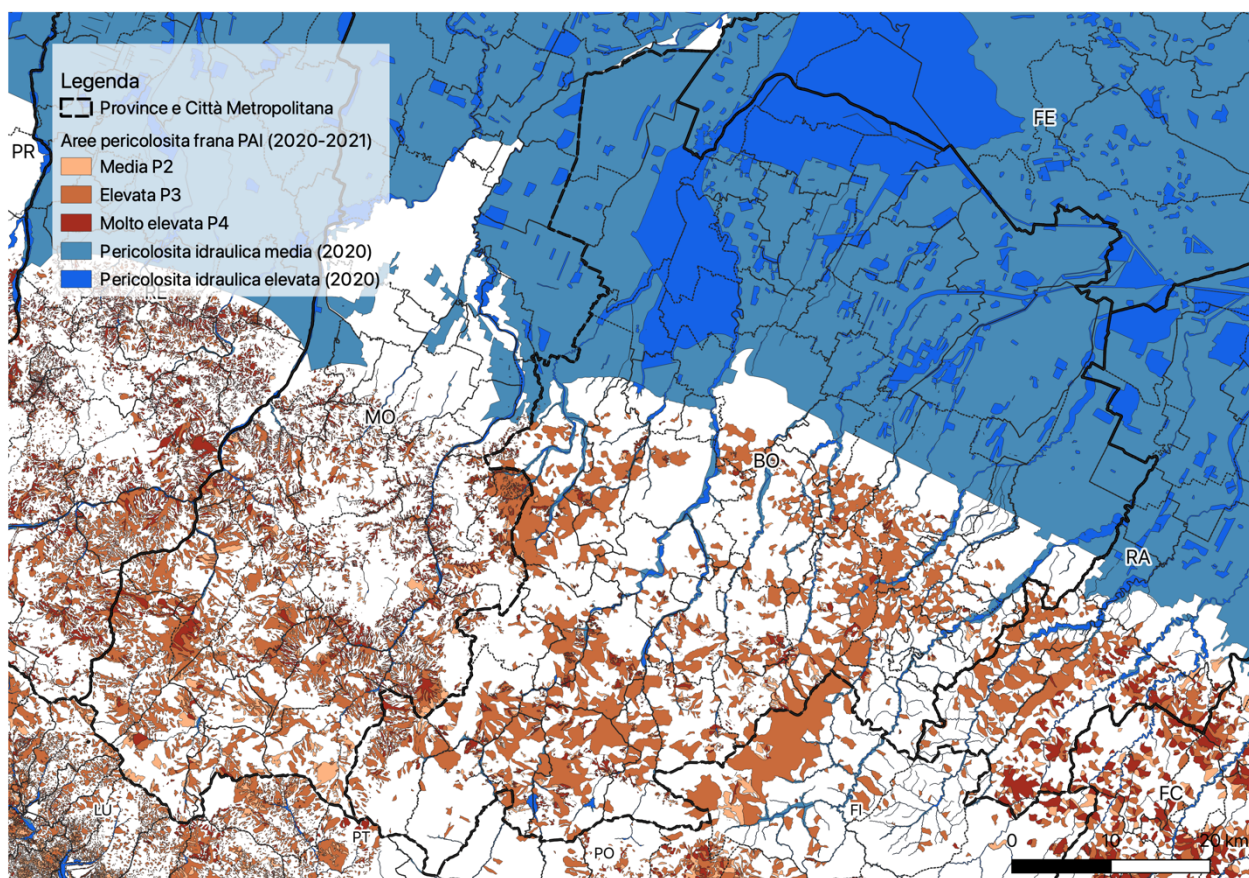 Legenda
Province e Città Metropolitana
Aree pericolosita frana PAI (2020-2021)
Media P2
Elevata P3
Molto elevata P4
Pericolosita idraulica media (2020)
Pericolosita idraulica elevata (2020)
FE
PR
RE
MO
BO
RA
FC
LU
FI
PT
PO
0 10 20 km